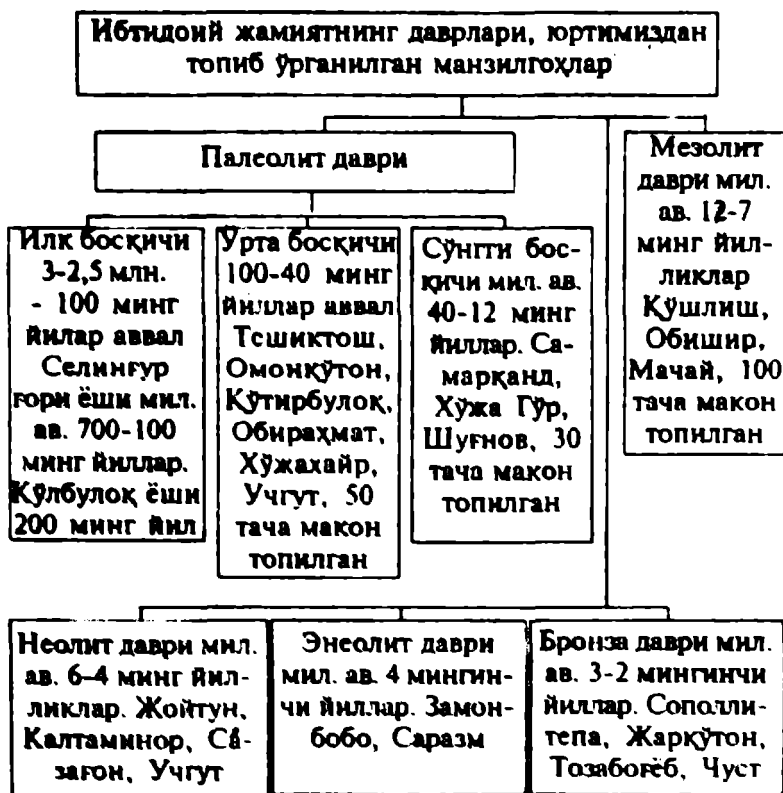 Ибтидоий жамиятнинг даврлари, юртимиздан
топиб ўрганилган манзилгоҳлар
Палеолит даври
Мезолит
даври мил.
ав. 12-7
минг йил-
ликлар
Қўшлиш,
Обишир,
Мачай, 100
тача макон
топилган
Илк босқичи
3-2,5 млн.
- 100 минг
йилар аввал
Селинғур
ғори ёши мил.
ав. 700-100
минг йиллар.
Кўлбулоқ ёши
200 минг йил
Ўрта босқичи
100-40 минг
йиллар аввал
Тешиктош,
Омонқўтон,
Қўтирбулоқ,
Обираҳмат,
Хўжахайр,
Учгут, 50
тача макон
топилган
Сўнгти бос-
қичи мил. ав.
40-12 минг
йиллар. Са-
марқанд,
Хўжа Гўр,
Шуғнов, 30
тача макон
топилган
Неолит даври мил.
ав. 6-4 минг йил-
ликлар. Жойтун,
Калтаминор, Са-
зағон, Учгут
Энеолит даври
мил. ав. 4 мингин-
чи йиллар. Замон-
бобо, Саразм
Бронза даври мил.
ав. 3-2 мингинчи
йиллар. Сополли-
тепа, Жарқўтон,
Тозабоғёб, Чуст